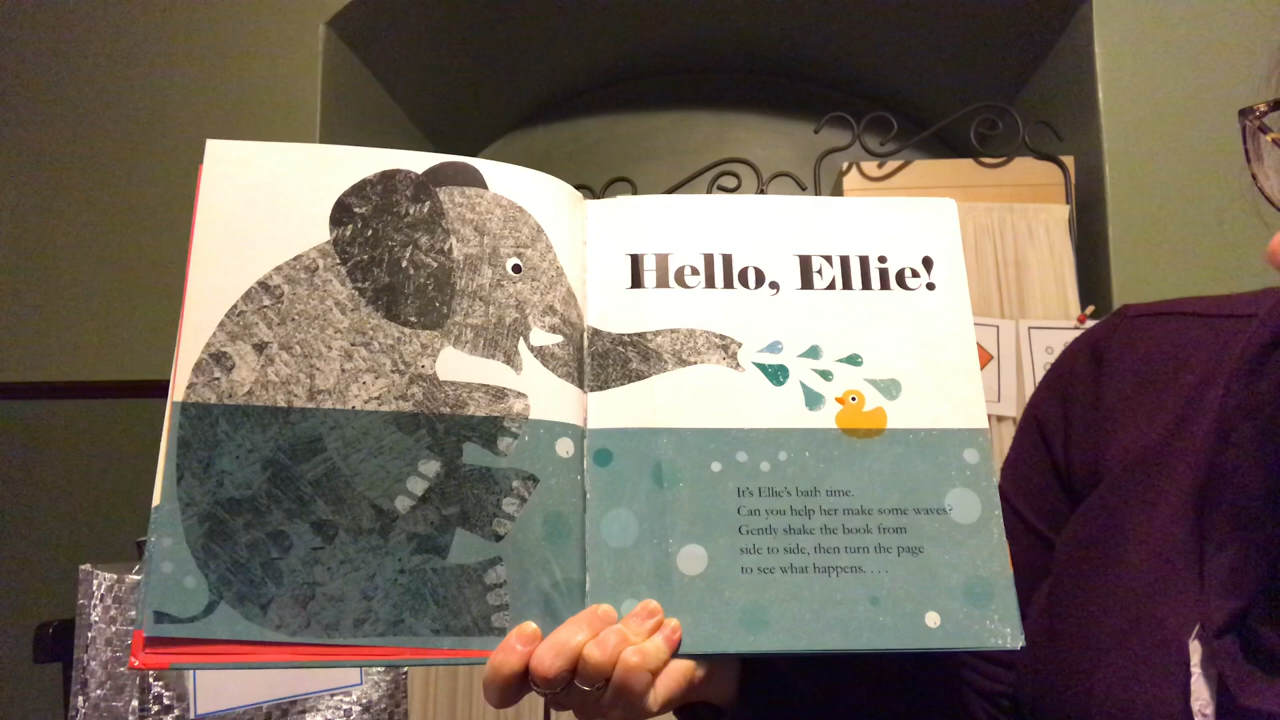 Hello, Ellie!
It's Ellie's bath time.
Can you help her make some waves?
Gently shake the book from
side to side, then turn the page
to see what happens. . . .